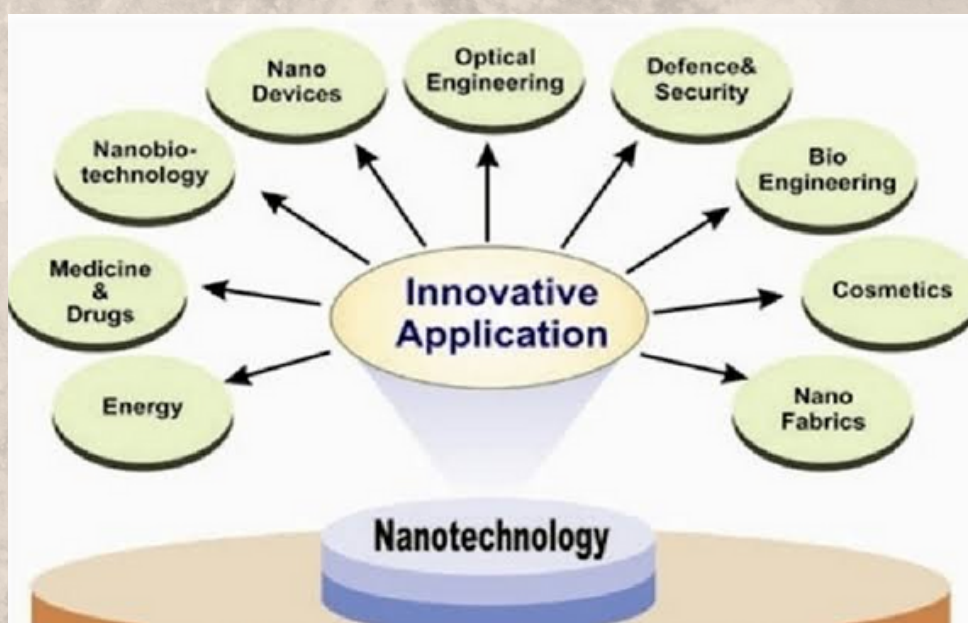 Nano
Devices
Optical
Engineering
Defence&
Security
Nanobio-
technology
Bio
Engineering
Medicine
&
Drugs
Innovative
Application
Cosmetics
Energy
Nano
Fabrics
Nanotechnology